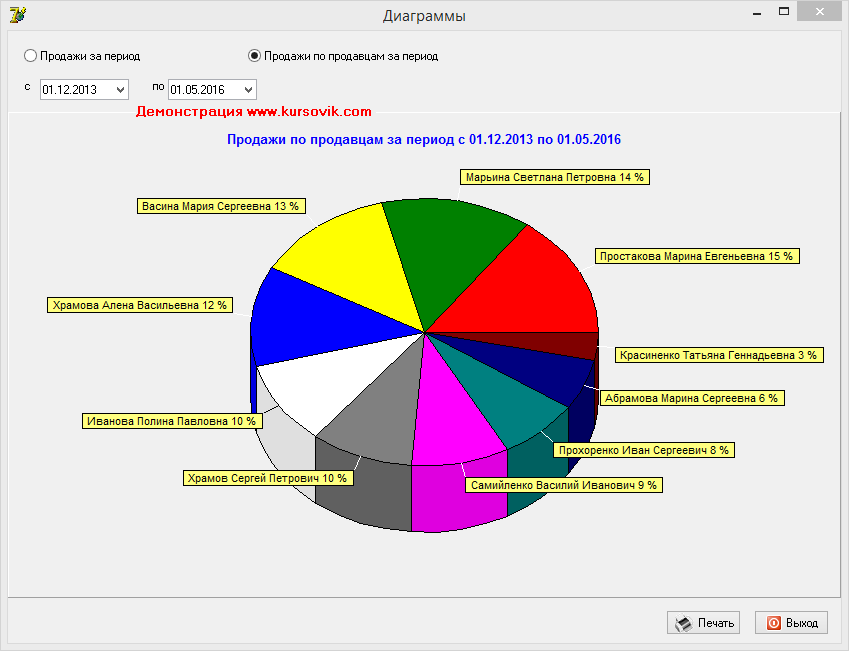 Диаграммы
Продажи за период
Продажи по продавцам за период
с 01.12.2013 по 01.05.2016
Демонстрация www.kursovik.com
Продажи по продавцам за период с 01.12.2013 по 01.05.2016
Марьина Светлана Петровна 14 %
Васина Мария Сергеевна 13 %
Простакова Марина Евгеньевна 15 %
Храмова Алена Васильевна 12 %
Красиненко Татьяна Геннадьевна 3 %
Абрамова Марина Сергеевна 6 %
Иванова Полина Павловна 10 %
Прохоренко Иван Сергеевич 8 %
Храмов Сергей Петрович 10 %
Самийленко Василий Иванович 9 %
Печать
Выход